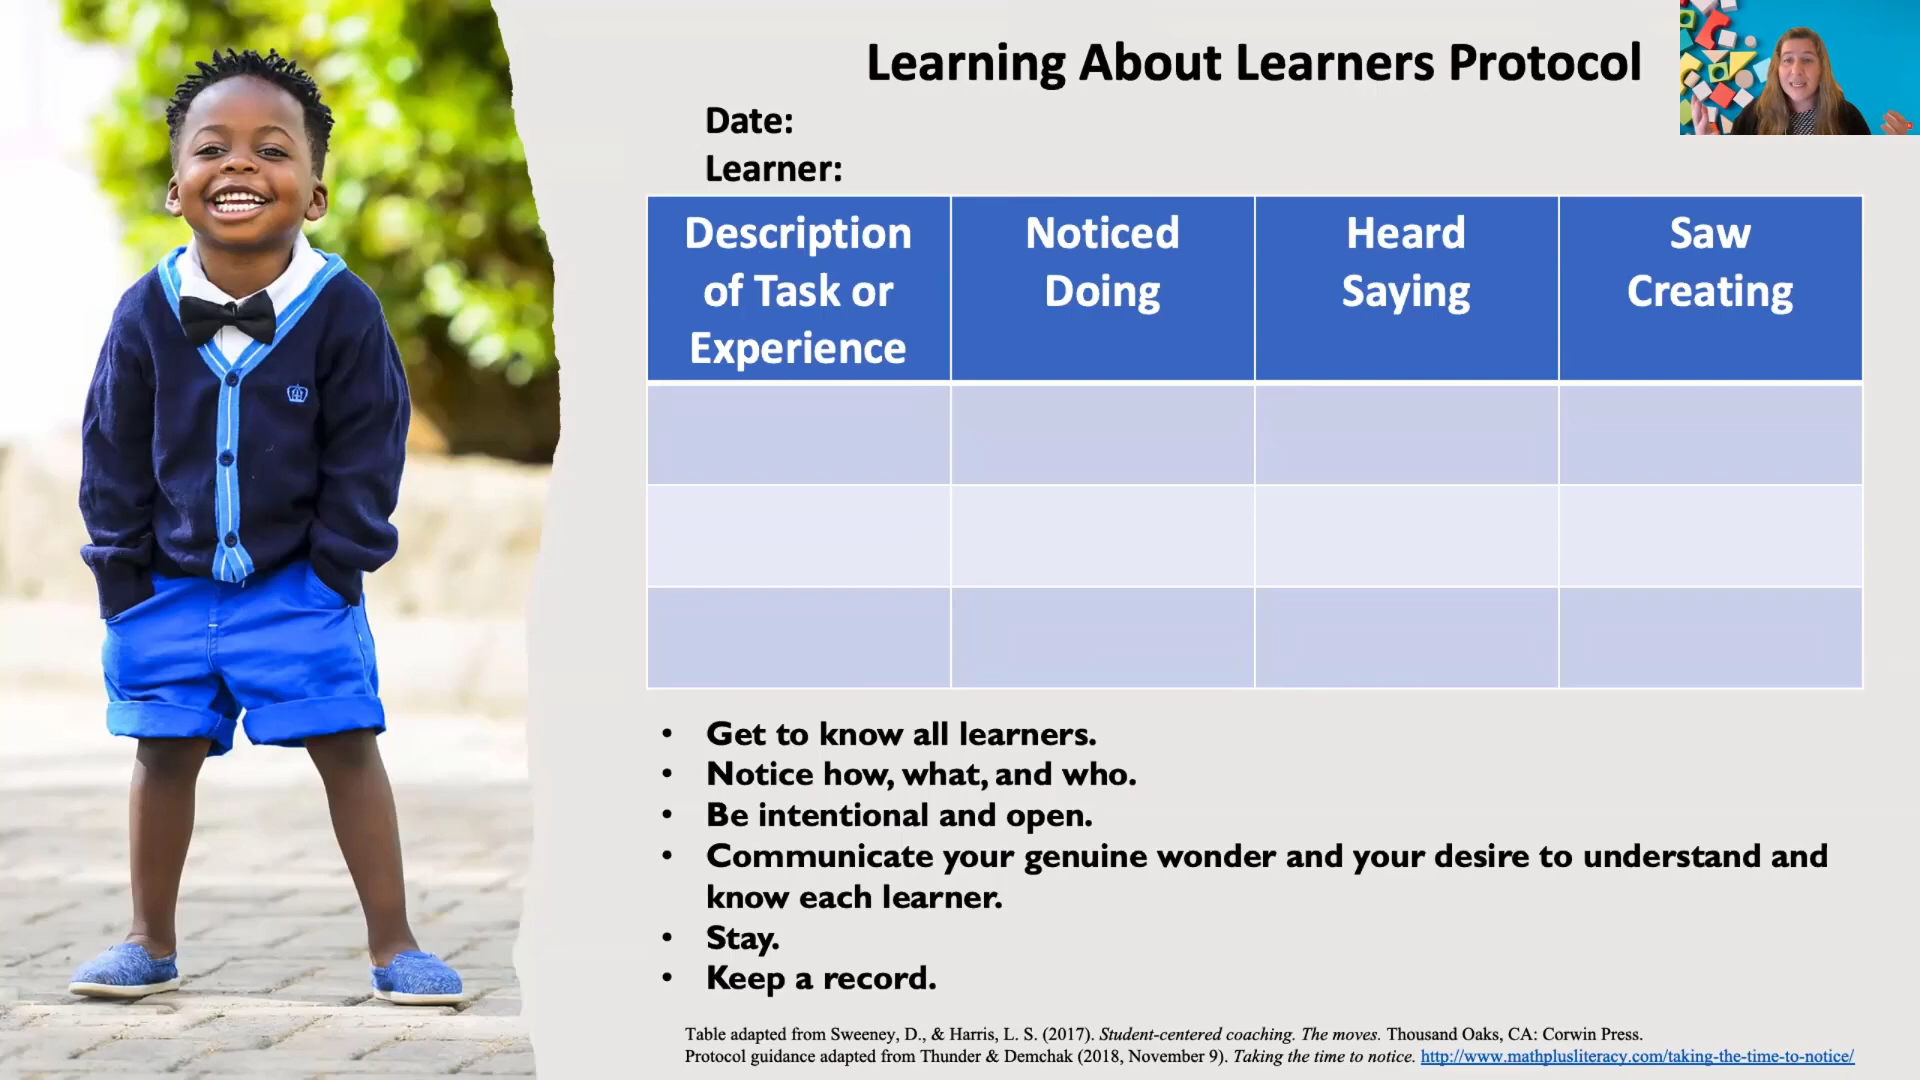 Learning About Learners Protocol
Date:
Learner:
Description
of Task or
Experience
Noticed
Doing
Heard
Saying
Saw
Creating
• Get to know all learners.
• Notice how, what, and who.
• Be intentional and open.
• Communicate your genuine wonder and your desire to understand and
know each learner.
• Stay.
• Keep a record.
Table adapted from Sweeney, D., & Harris, L. S. (2017). Student-centered coaching. The moves. Thousand Oaks, CA: Corwin Press.
Protocol guidance adapted from Thunder & Demchak (2018, November 9). Taking the time to notice. http://www.mathplusliteracy.com/taking-the-time-to-notice/